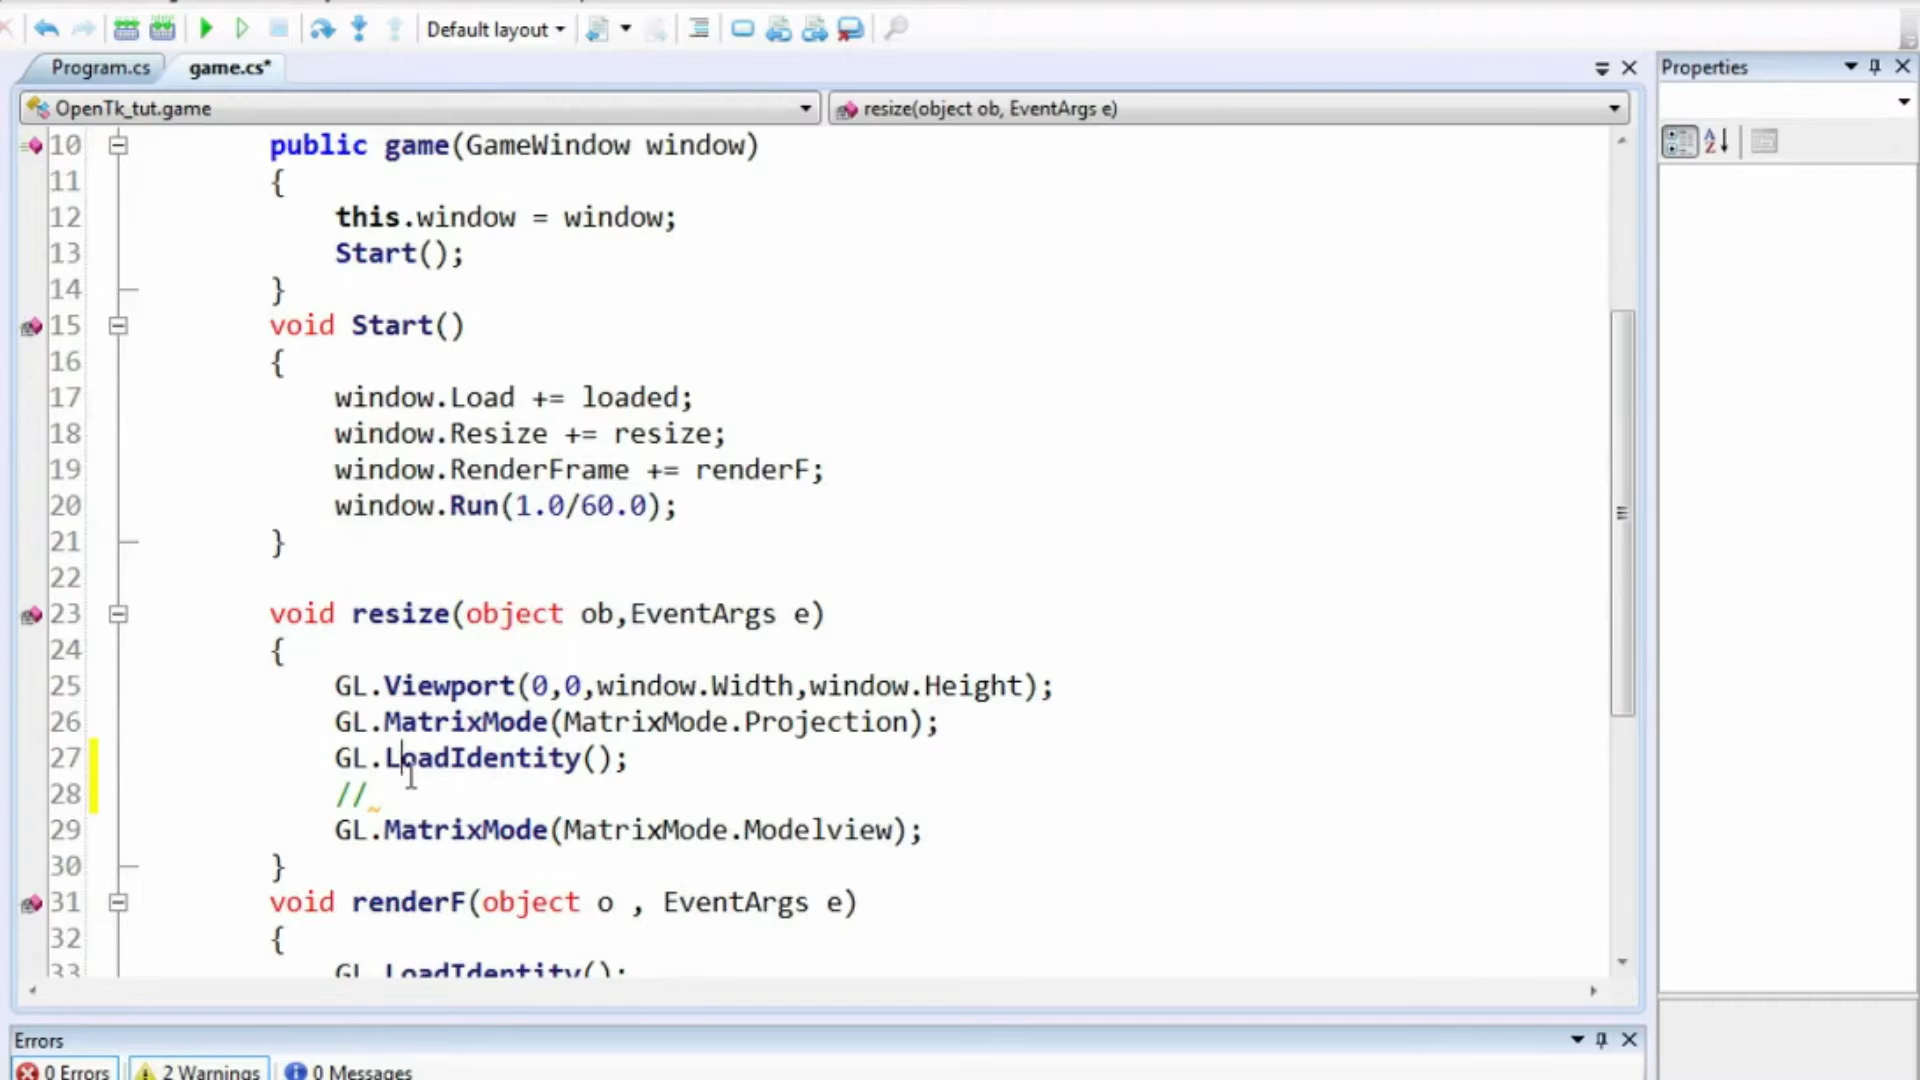 Default layout
Program.cs game.cs* Properties
OpenTk_tut.game resize(object ob, EventArgs e)
10 public game(GameWindow window)
11 {
12 this.window = window;
13 Start();
14 }
15 void Start()
16 {
17 window.Load += loaded;
18 window.Resize += resize;
19 window.RenderFrame += renderF;
20 window.Run(1.0/60.0);
21 }
22
23 void resize(object ob,EventArgs e)
24 {
25 GL.Viewport(0,0,window.Width,window.Height);
26 GL.MatrixMode(MatrixMode.Projection);
27 GL.LoadIdentity();
28 //
29 GL.MatrixMode(MatrixMode.Modelview);
30 }
31 void renderF(object o , EventArgs e)
32 {
33 GL.LoadIdentity();
Errors
0 Errors 2 Warnings 0 Messages